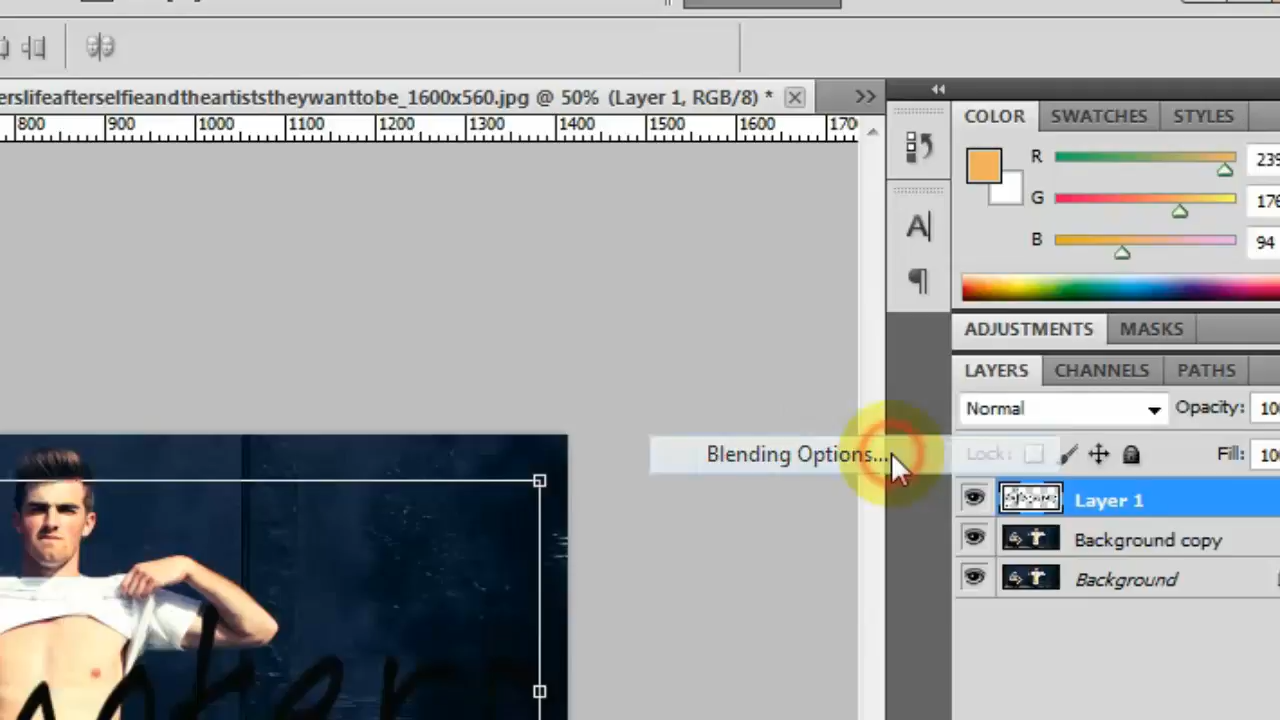 erslifeafterselfieandtheartiststheywanttobe_1600x560.jpg @ 50% (Layer 1, RGB/8) *
800 900 1000 1100 1200 1300 1400 1500 1600 170
COLOR SWATCHES STYLES
R 239
G 176
B 94
A
ADJUSTMENTS MASKS
LAYERS CHANNELS PATHS
Normal Opacity: 10
Blending Options...
Lock: Fill: 10
Layer 1
Background copy
Background